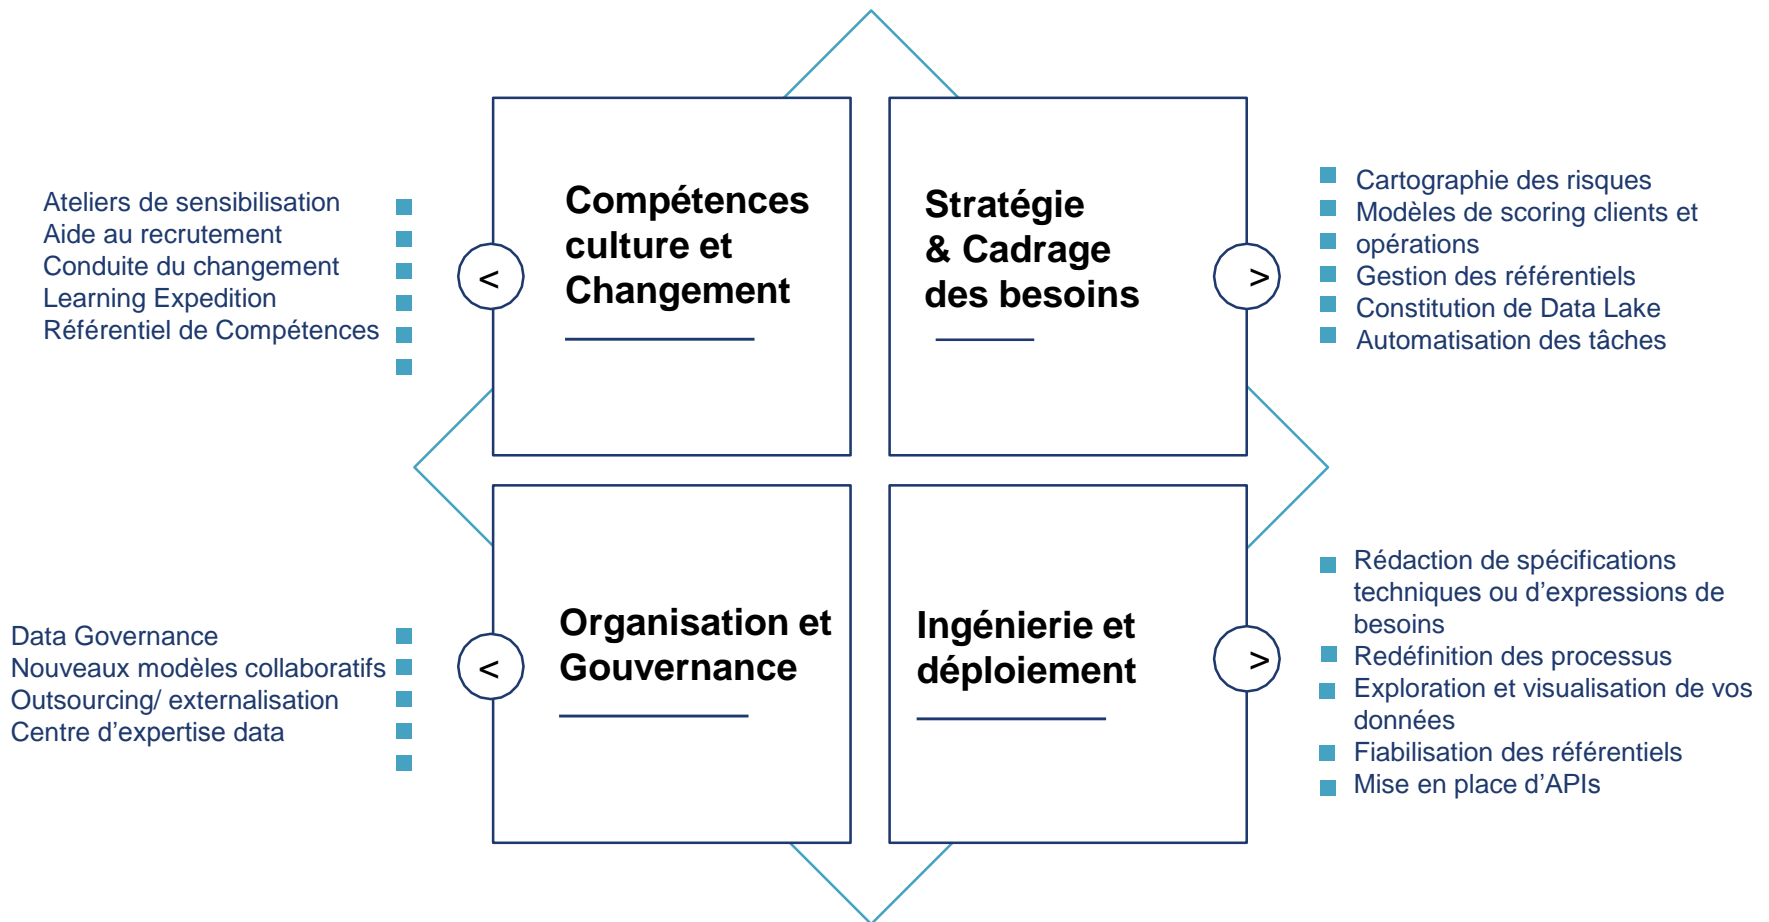 Ateliers de sensibilisation
Aide au recrutement
Conduite du changement
Learning Expedition
Référentiel de Compétences
<
Compétences
culture et
Changement
Stratégie
& Cadrage
des besoins
>
Cartographie des risques
Modèles de scoring clients et
opérations
Gestion des référentiels
Constitution de Data Lake
Automatisation des tâches
Data Governance
Nouveaux modèles collaboratifs
Outsourcing/ externalisation
Centre d’expertise data
<
Organisation et
Gouvernance
Ingénierie et
déploiement
>
Rédaction de spécifications
techniques ou d’expressions de
besoins
Redéfinition des processus
Exploration et visualisation de vos
données
Fiabilisation des référentiels
Mise en place d’APIs